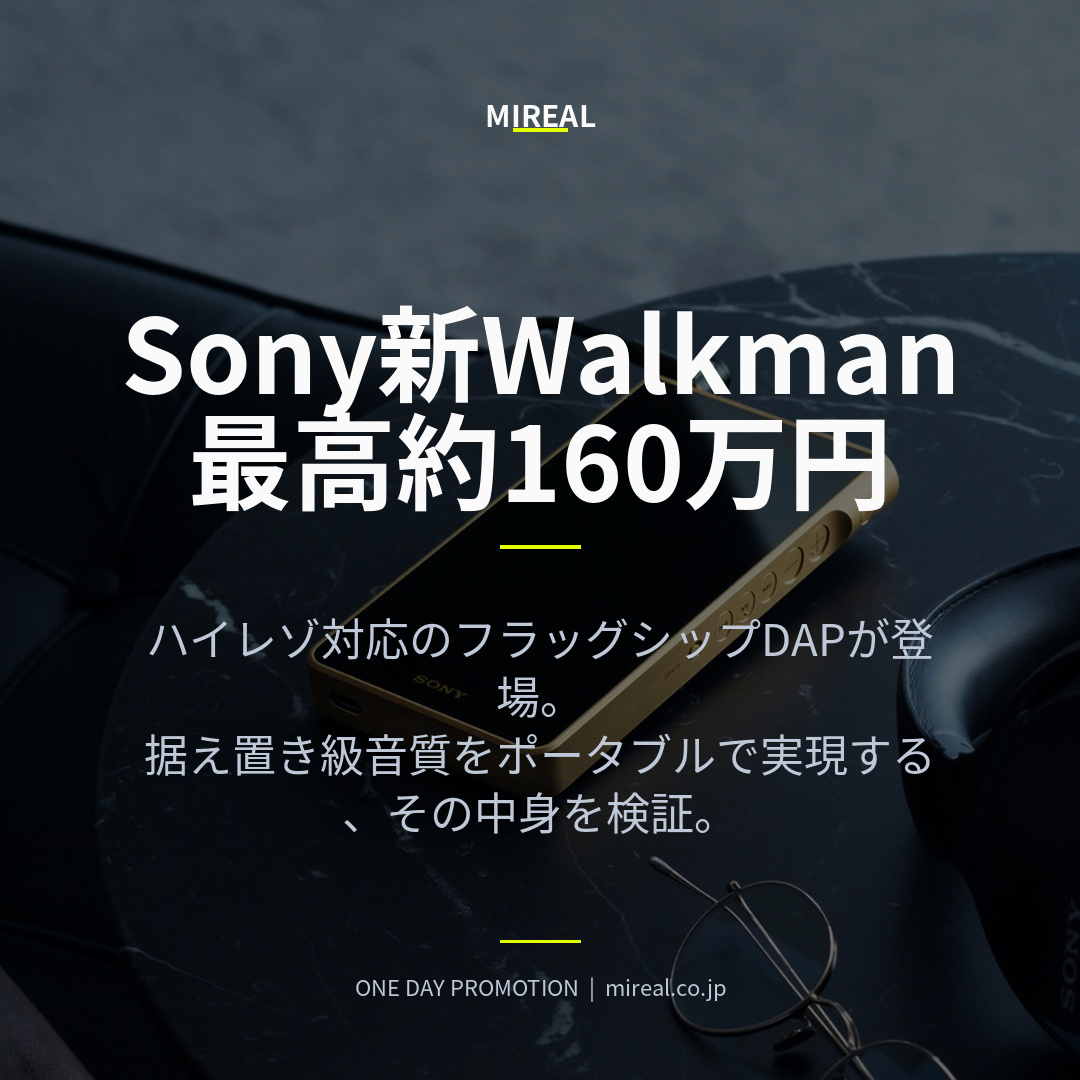 MIREAL
Sony新Walkman
最高約160万円
ハイレゾ対応のフラッグシップDAPが登
場。
据え置き級音質をポータブルで実現する
、その中身を検証。
SONY
SONY
ONE DAY PROMOTION | mireal.co.jp